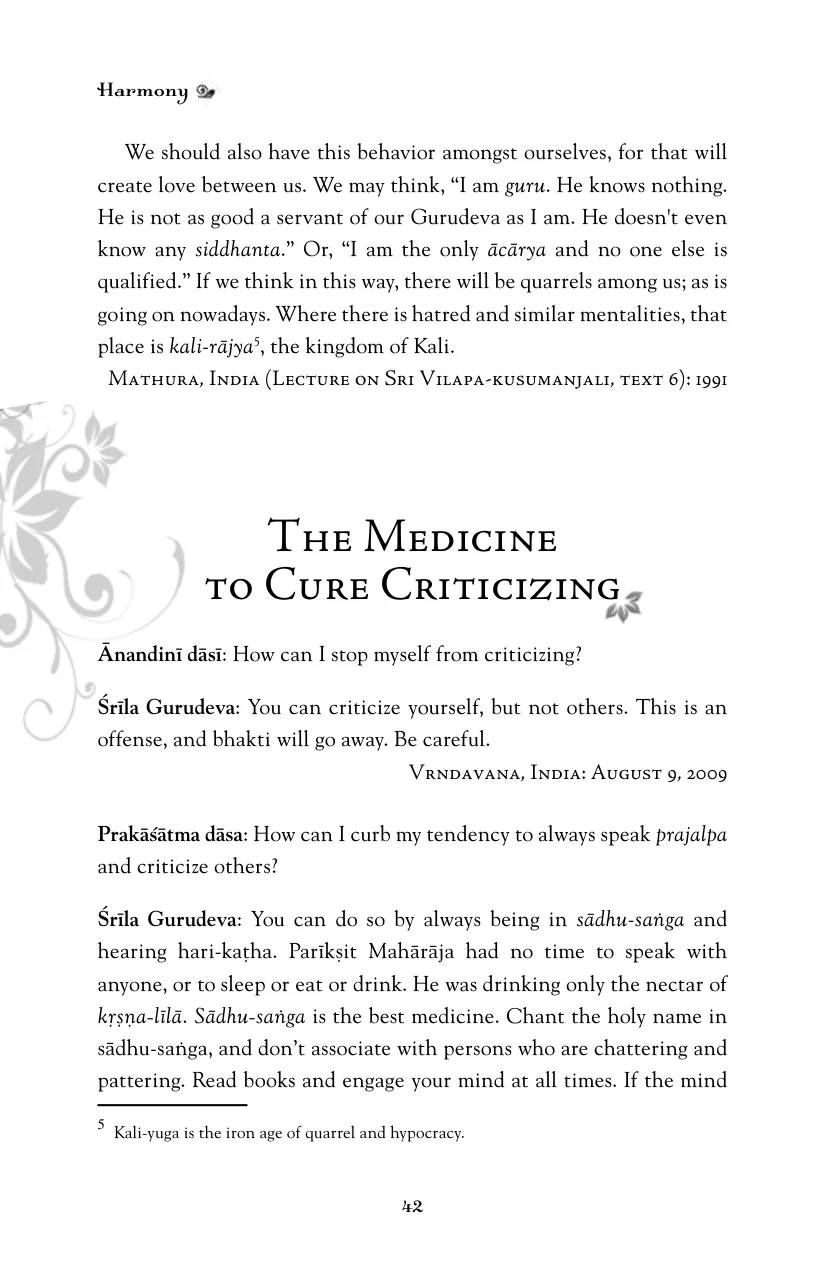 Harmony
We should also have this behavior amongst ourselves, for that will
create love between us. We may think, “I am guru. He knows nothing.
He is not as good a servant of our Gurudeva as I am. He doesn't even
know any siddhanta.” Or, “I am the only ācārya and no one else is
qualified.” If we think in this way, there will be quarrels among us; as is
going on nowadays. Where there is hatred and similar mentalities, that
place is kali-rājya5, the kingdom of Kali.
Mathura, India (Lecture on Sri Vilapa-kusumanjali, text 6): 1991
The Medicine
to Cure Criticizing
Ānandinī dāsī: How can I stop myself from criticizing?
Śrīla Gurudeva: You can criticize yourself, but not others. This is an
offense, and bhakti will go away. Be careful.
Vrndavana, India: August 9, 2009
Prakāśātma dāsa: How can I curb my tendency to always speak prajalpa
and criticize others?
Śrīla Gurudeva: You can do so by always being in sādhu-saṅga and
hearing hari-kaṭha. Parīkṣit Mahārāja had no time to speak with
anyone, or to sleep or eat or drink. He was drinking only the nectar of
kṛṣṇa-līlā. Sādhu-saṅga is the best medicine. Chant the holy name in
sādhu-saṅga, and don’t associate with persons who are chattering and
pattering. Read books and engage your mind at all times. If the mind
5 Kali-yuga is the iron age of quarrel and hypocracy.
42